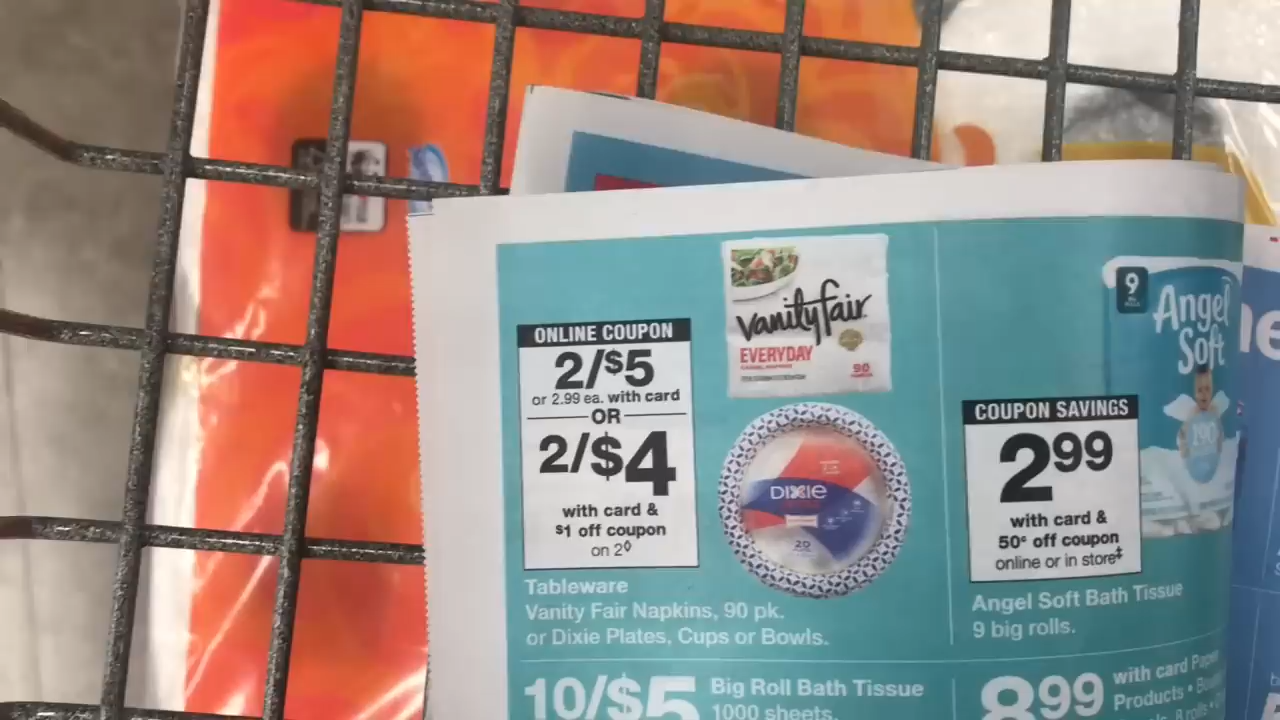 ONLINE COUPON
2/$5
or 2.99 ea. with card
OR
2/$4
with card &
$1 off coupon
on 2◊
vanity fair
EVERYDAY
90
DIXIE
20
Tableware
Vanity Fair Napkins, 90 pk.
or Dixie Plates, Cups or Bowls.
9
Angel
Soft
190
COUPON SAVINGS
2.99
with card &
50¢ off coupon
online or in store‡
Angel Soft Bath Tissue
9 big rolls.
10/$5
Big Roll Bath Tissue
1000 sheets.
8.99
with card
Products •